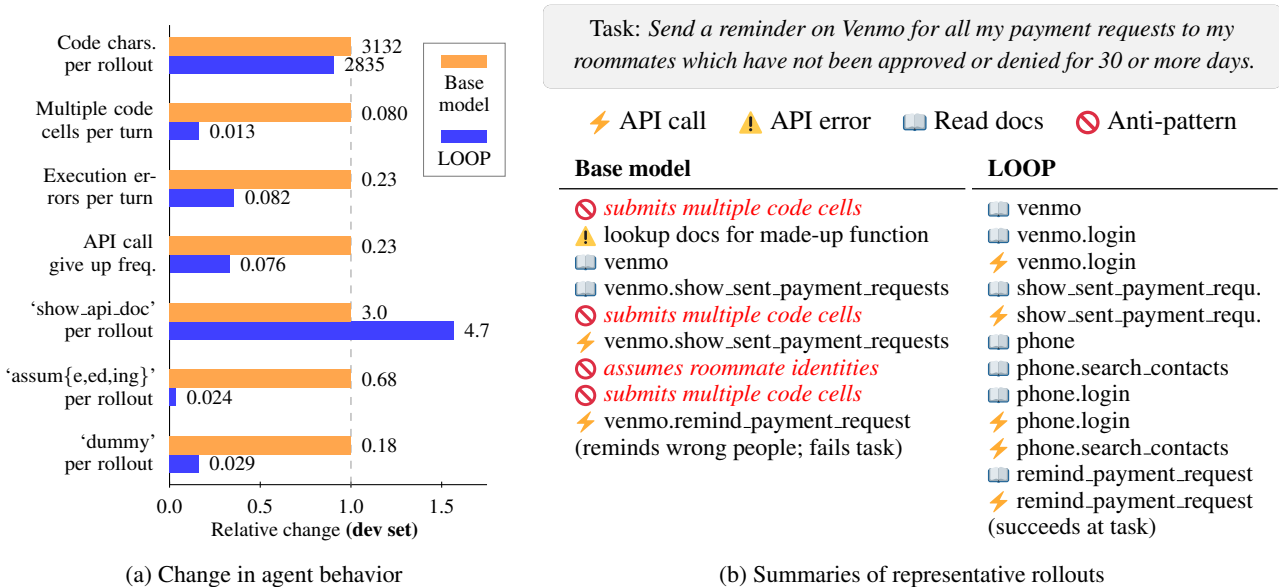 Code chars.
per rollout
3132
2835
Multiple code
cells per turn
0.080
0.013
Execution er-
rors per turn
0.23
0.082
API call
give up freq.
0.23
0.076
‘show_api_doc’
per rollout
3.0
4.7
‘assum{e,ed,ing}’
per rollout
0.68
0.024
‘dummy’
per rollout
0.18
0.029
0.0 0.5 1.0 1.5
Relative change (dev set)
Base
model
LOOP
(a) Change in agent behavior
Task: Send a reminder on Venmo for all my payment requests to my
roommates which have not been approved or denied for 30 or more days.
API call API error Read docs Anti-pattern
Base model
submits multiple code cells
lookup docs for made-up function
venmo
venmo.show_sent_payment_requests
submits multiple code cells
venmo.show_sent_payment_requests
assumes roommate identities
submits multiple code cells
venmo.remind_payment_request
(reminds wrong people; fails task)
LOOP
venmo
venmo.login
venmo.login
show_sent_payment_requ.
show_sent_payment_requ.
phone
phone.search_contacts
phone.login
phone.login
phone.search_contacts
remind_payment_request
remind_payment_request
(succeeds at task)
(b) Summaries of representative rollouts